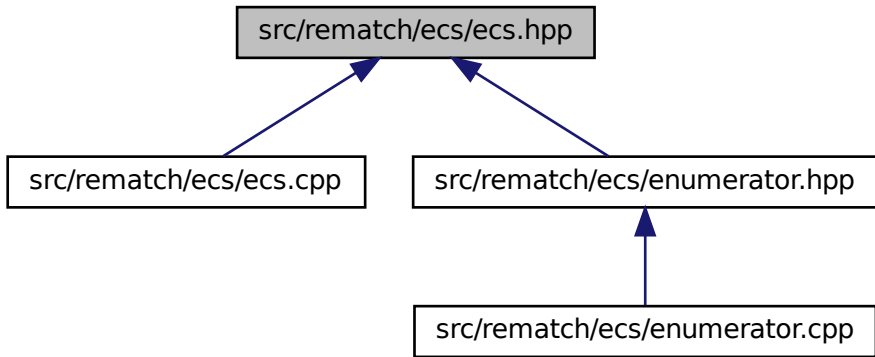 src/rematch/ecs/ecs.hpp
src/rematch/ecs/ecs.cpp
src/rematch/ecs/enumerator.hpp
src/rematch/ecs/enumerator.cpp